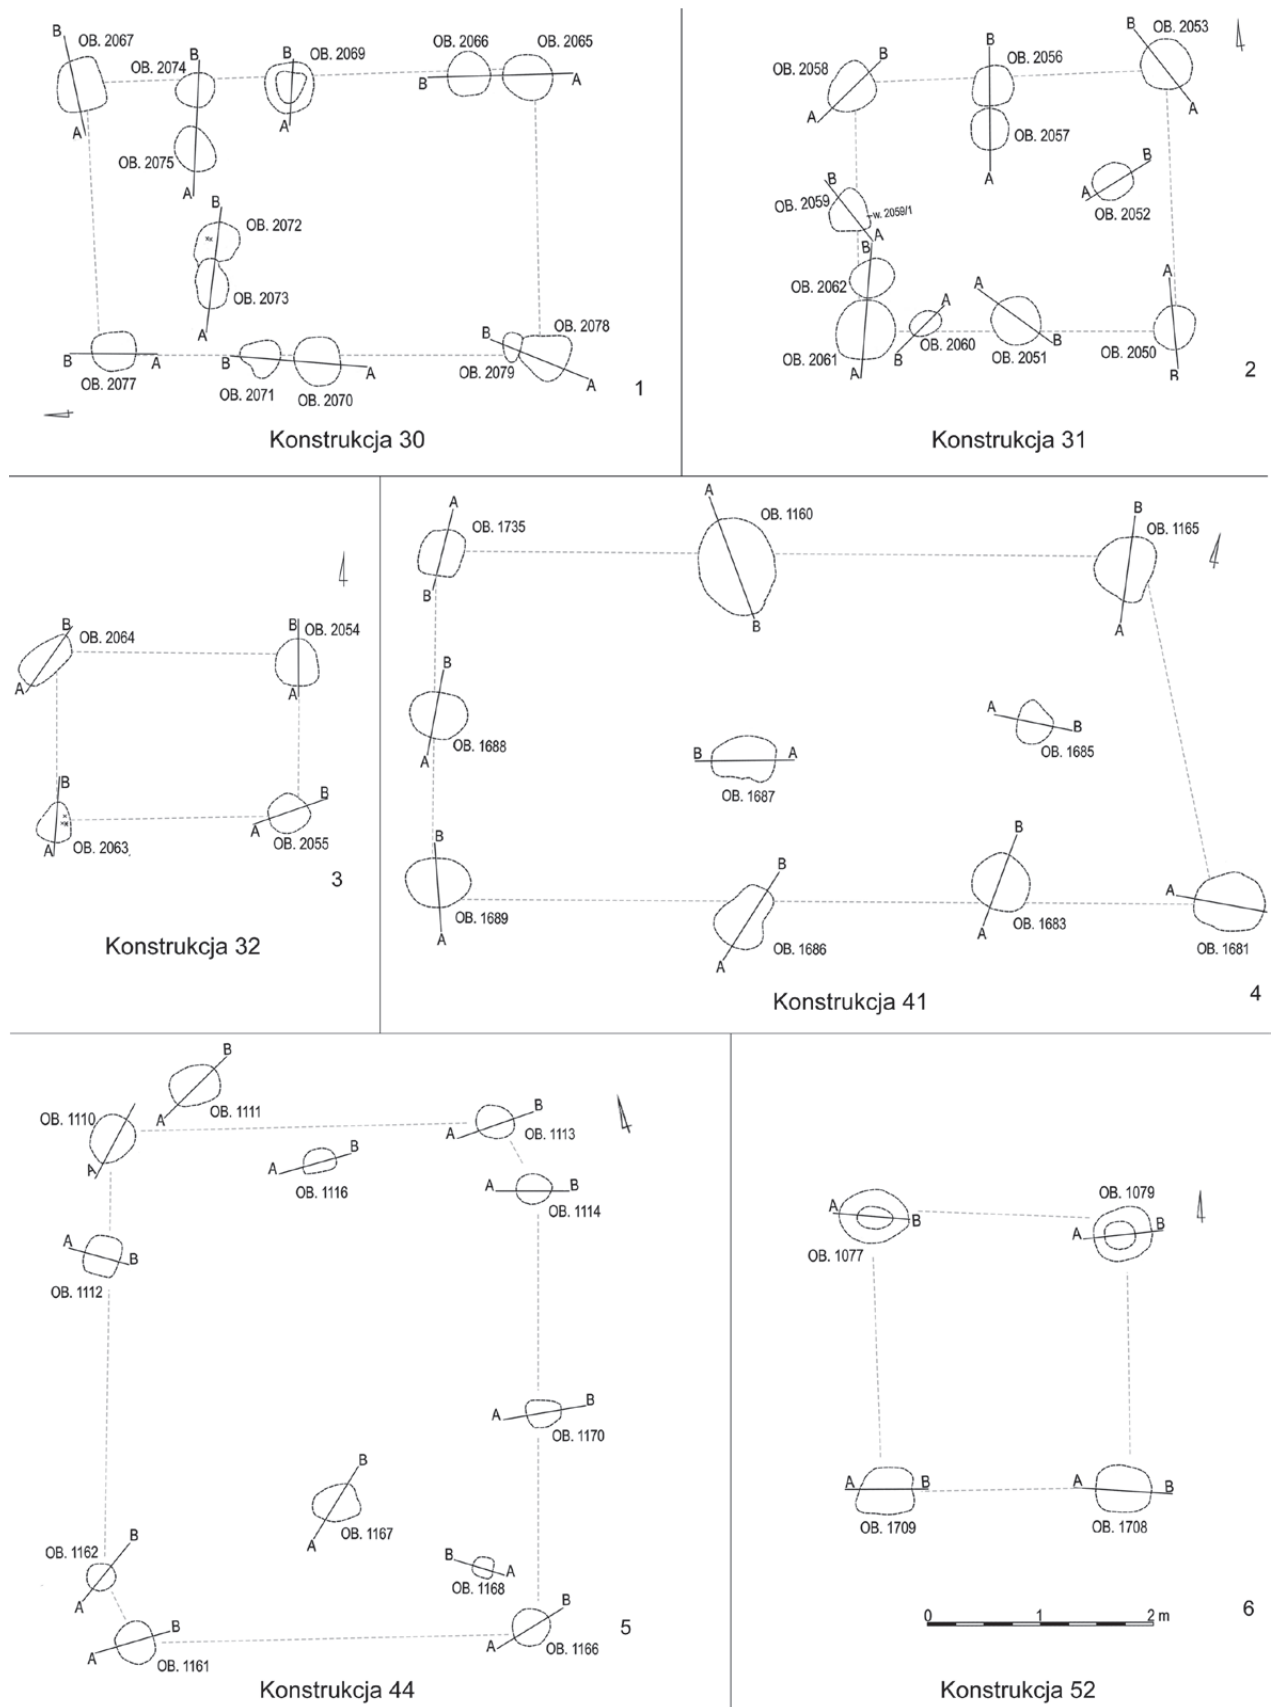 B
OB. 2067
OB. 2074
B
B
OB. 2069
OB. 2066
OB. 2065
B
A
A
A
OB. 2075
A
B
OB. 2072
OB. 2073
A
B
A
OB. 2077
B
OB. 2071
OB. 2070
A
B
OB. 2078
OB. 2079
A
1
Konstrukcja 30
B
OB. 2053
OB. 2058
B
B
OB. 2056
A
A
OB. 2057
A
B
A
OB. 2052
B
OB. 2059
w. 2059/1
A
B
OB. 2062
OB. 2061
A
A
OB. 2060
B
A
OB. 2051
B
A
OB. 2050
B
2
Konstrukcja 31
B
OB. 2064
A
B
OB. 2054
A
B
OB. 2063
A
B
A
OB. 2055
3
Konstrukcja 32
A
OB. 1735
B
A
OB. 1160
B
B
OB. 1165
A
B
OB. 1688
A
B
A
OB. 1687
A
B
OB. 1685
B
OB. 1689
A
B
OB. 1686
A
B
OB. 1683
A
A
OB. 1681
4
Konstrukcja 41
B
OB. 1111
A
OB. 1110
A
B
A
OB. 1113
A
B
OB. 1116
A
B
OB. 1114
A
B
OB. 1112
A
B
OB. 1170
B
OB. 1167
A
OB. 1162
B
A
B
A
OB. 1168
B
A
OB. 1161
B
A
OB. 1166
5
Konstrukcja 44
A
B
OB. 1077
OB. 1079
A
B
A
B
OB. 1709
A
B
OB. 1708
0
1
2 m
6
Konstrukcja 52